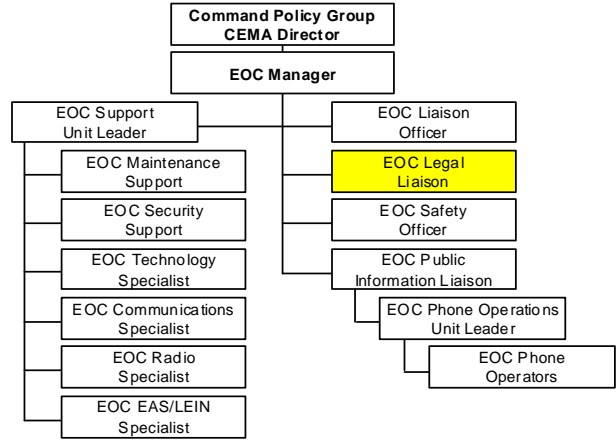 Command Policy Group
CEMA Director
EOC Manager
EOC Support
Unit Leader
EOC Maintenance
Support
EOC Security
Support
EOC Technology
Specialist
EOC Communications
Specialist
EOC Radio
Specialist
EOC EAS/LEIN
Specialist
EOC Liaison
Officer
EOC Legal
Liaison
EOC Safety
Officer
EOC Public
Information Liaison
EOC Phone Operations
Unit Leader
EOC Phone
Operators